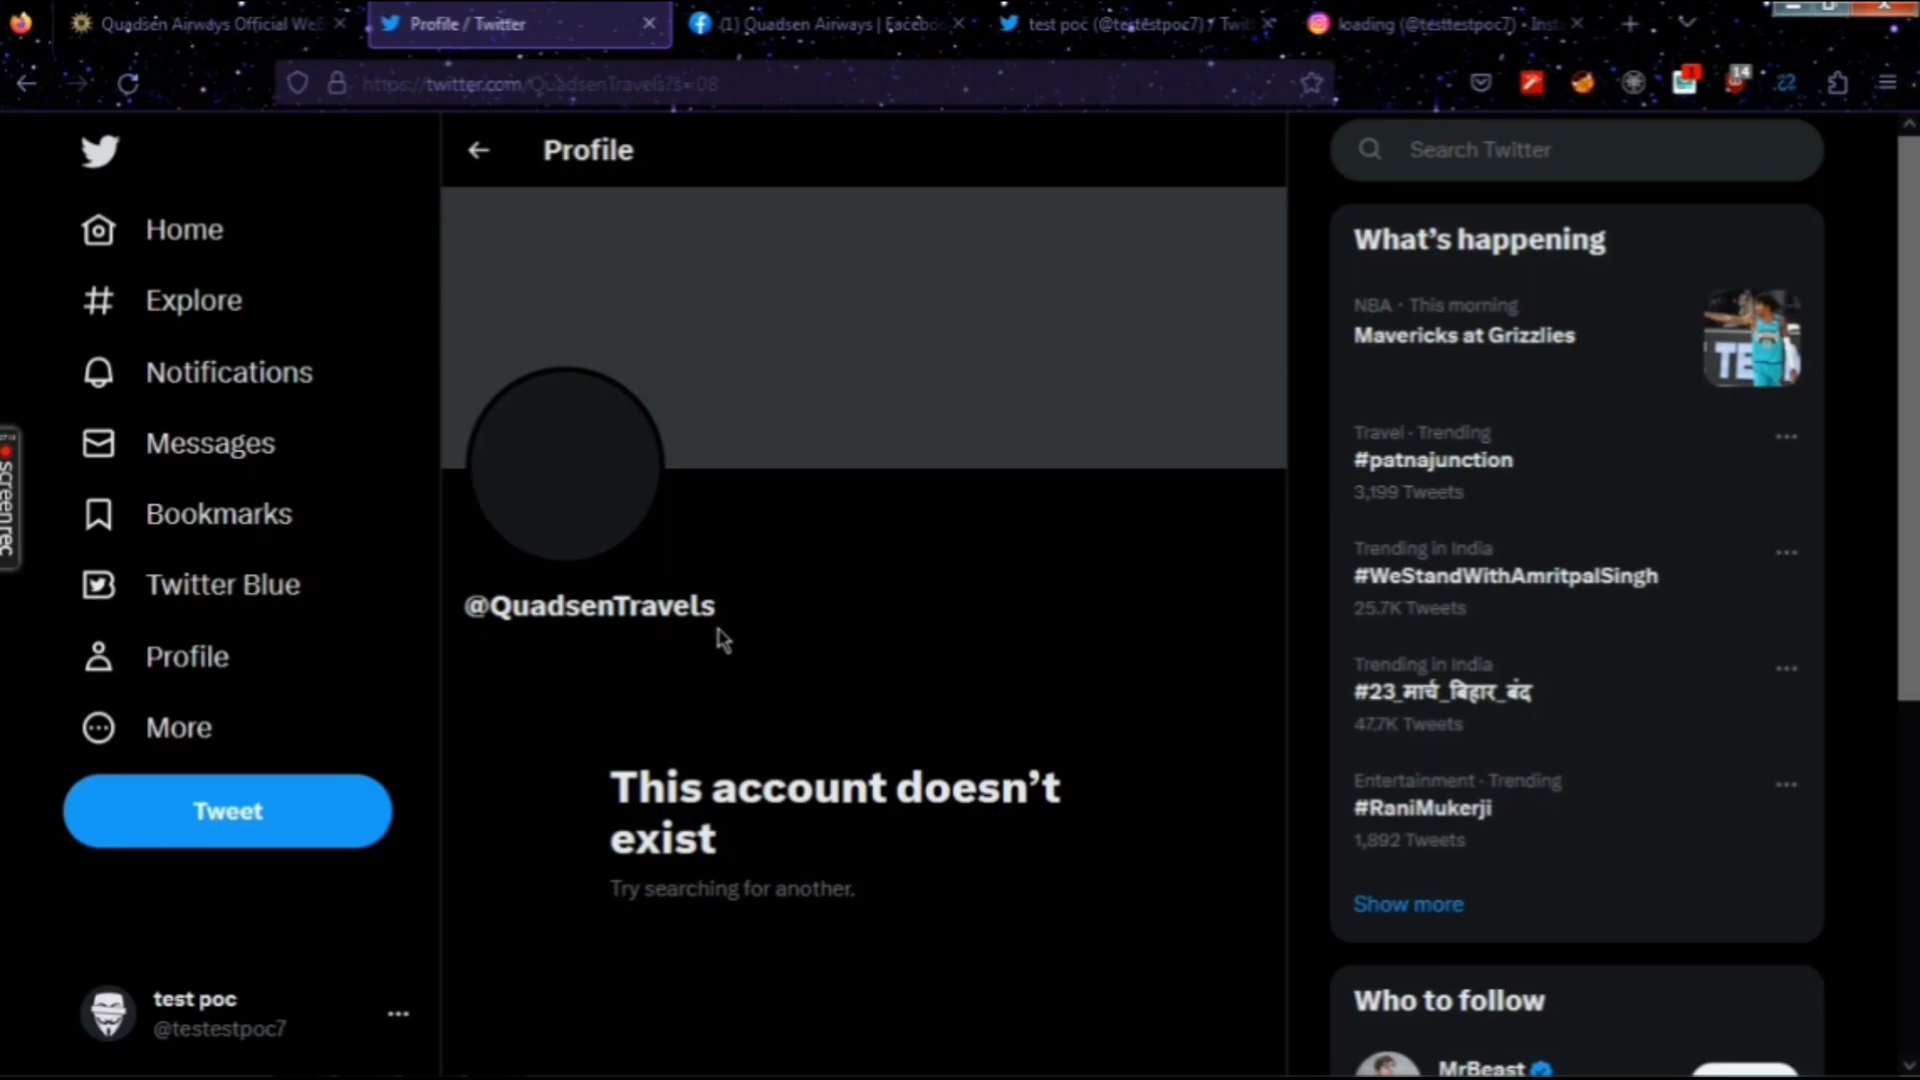 Quadsen Airways Official Web
Profile / Twitter
(1) Quadsen Airways | Facebo
test poc (@testestpoc7) / Twit
loading (@testtestpoc7) • Inst
https://twitter.com/QuadsenTravels?s=08
14
Profile
Search Twitter
Home
Explore
Notifications
Messages
Bookmarks
Twitter Blue
Profile
More
Tweet
test poc
@testestpoc7
@QuadsenTravels
This account doesn’t
exist
Try searching for another.
What’s happening
NBA · This morning
Mavericks at Grizzlies
Travel · Trending
#patnajunction
3,199 Tweets
Trending in India
#WeStandWithAmritpalSingh
25.7K Tweets
Trending in India
#23_मार्च_बिहार_बंद
47.7K Tweets
Entertainment · Trending
#RaniMukerji
1,892 Tweets
Show more
Who to follow
MrBeast
screenrec